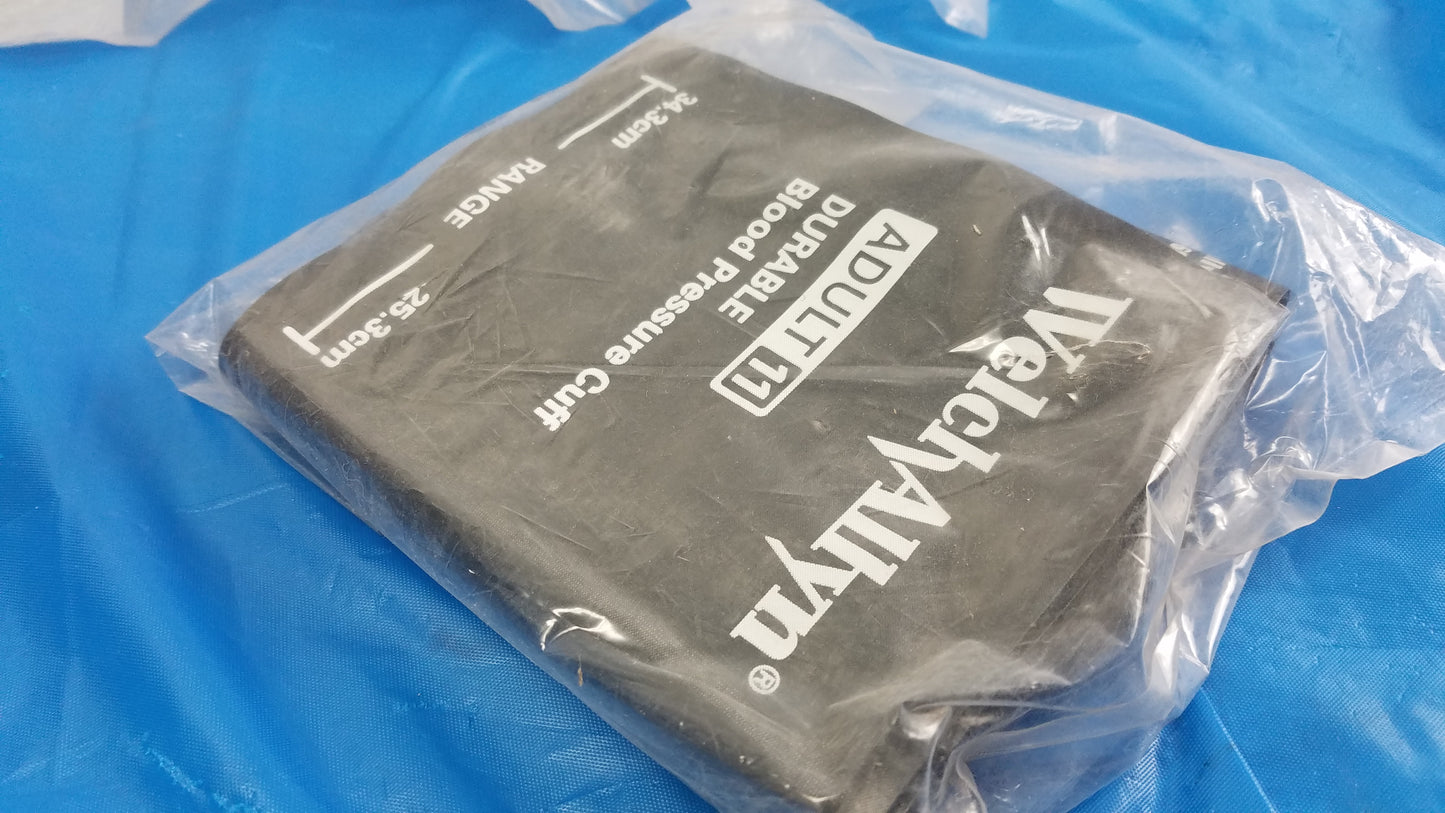 WelchAllyn®
ADULT 11
DURABLE
Blood Pressure Cuff
34.3cm
RANGE
25.3cm